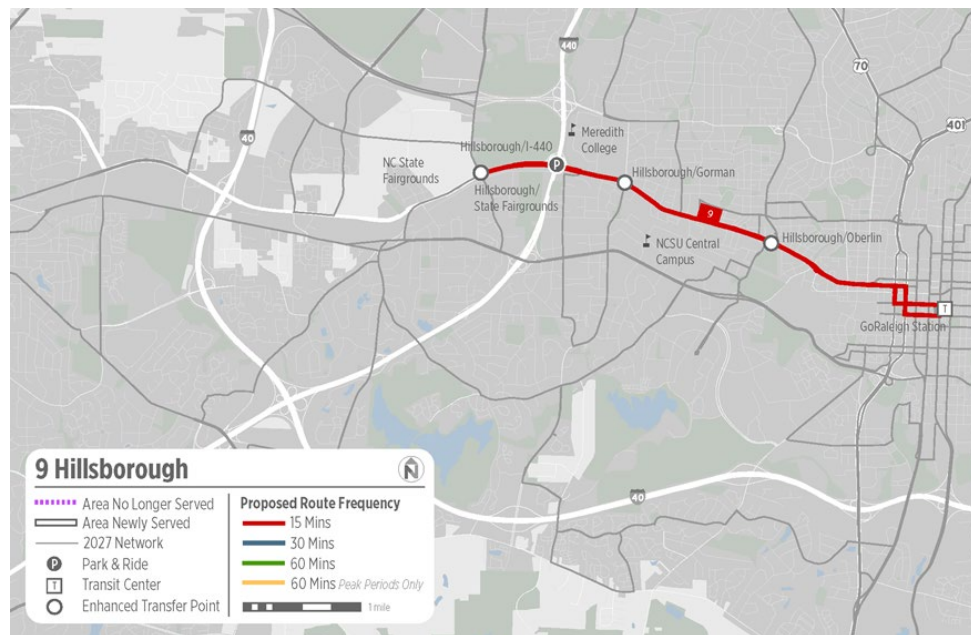 440
70
401
40
Meredith
College
Hillsborough/I-440
NC State
Fairgrounds
P
Hillsborough/
State Fairgrounds
Hillsborough/Gorman
9
NCSU Central
Campus
Hillsborough/Oberlin
T
GoRaleigh Station
40
9 Hillsborough
N
Area No Longer Served
Area Newly Served
2027 Network
P Park & Ride
T Transit Center
Enhanced Transfer Point
Proposed Route Frequency
15 Mins
30 Mins
60 Mins
60 Mins Peak Periods Only
1 mile